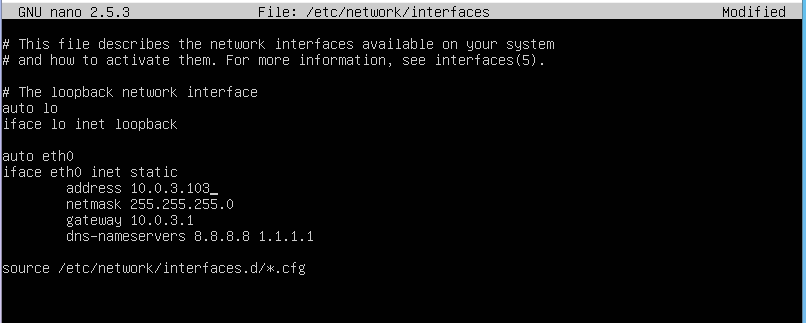 GNU nano 2.5.3 File: /etc/network/interfaces Modified
# This file describes the network interfaces available on your system
# and how to activate them. For more information, see interfaces(5).
# The loopback network interface
auto lo
iface lo inet loopback
auto eth0
iface eth0 inet static
address 10.0.3.103
netmask 255.255.255.0
gateway 10.0.3.1
dns-nameservers 8.8.8.8 1.1.1.1
source /etc/network/interfaces.d/*.cfg